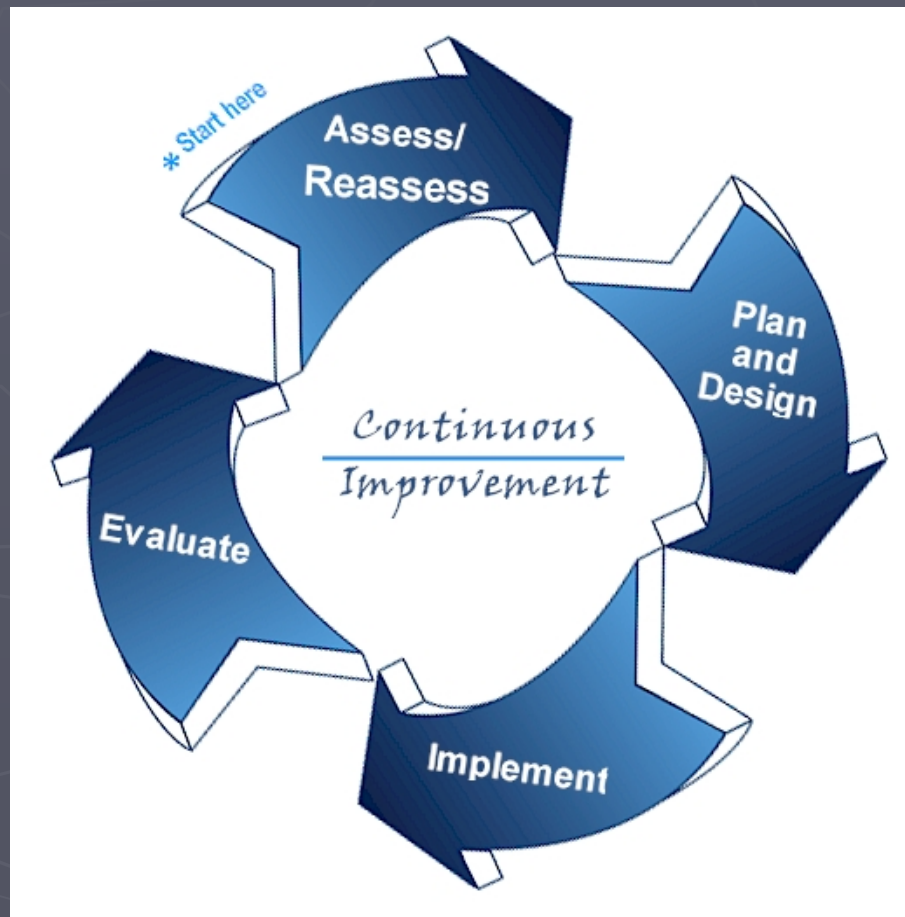 * Start here
Assess/
Reassess
Plan
and
Design
Implement
Evaluate
Continuous
Improvement